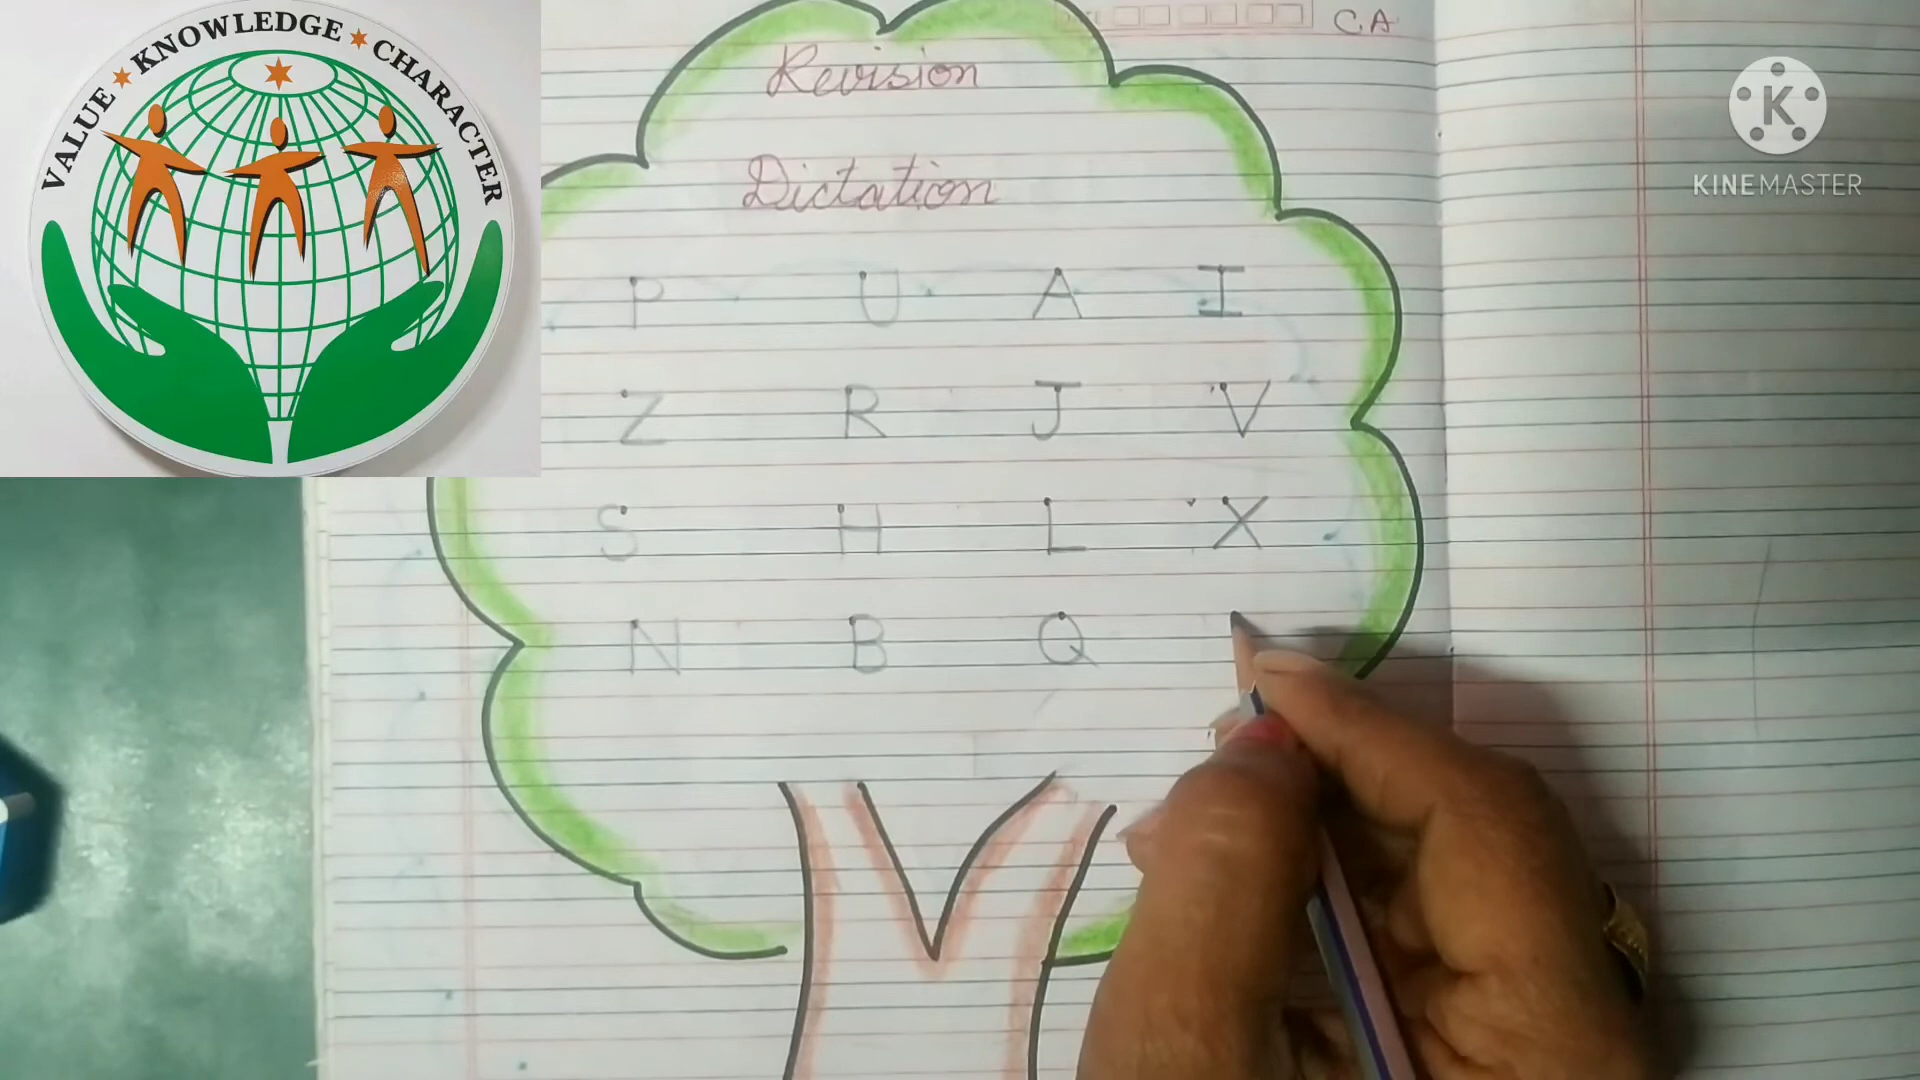 VALUE ★ KNOWLEDGE ★ CHARACTER
C.A
Revision
Dictation
KINEMASTER
P U A I
Z R J V
S H L X
N B Q